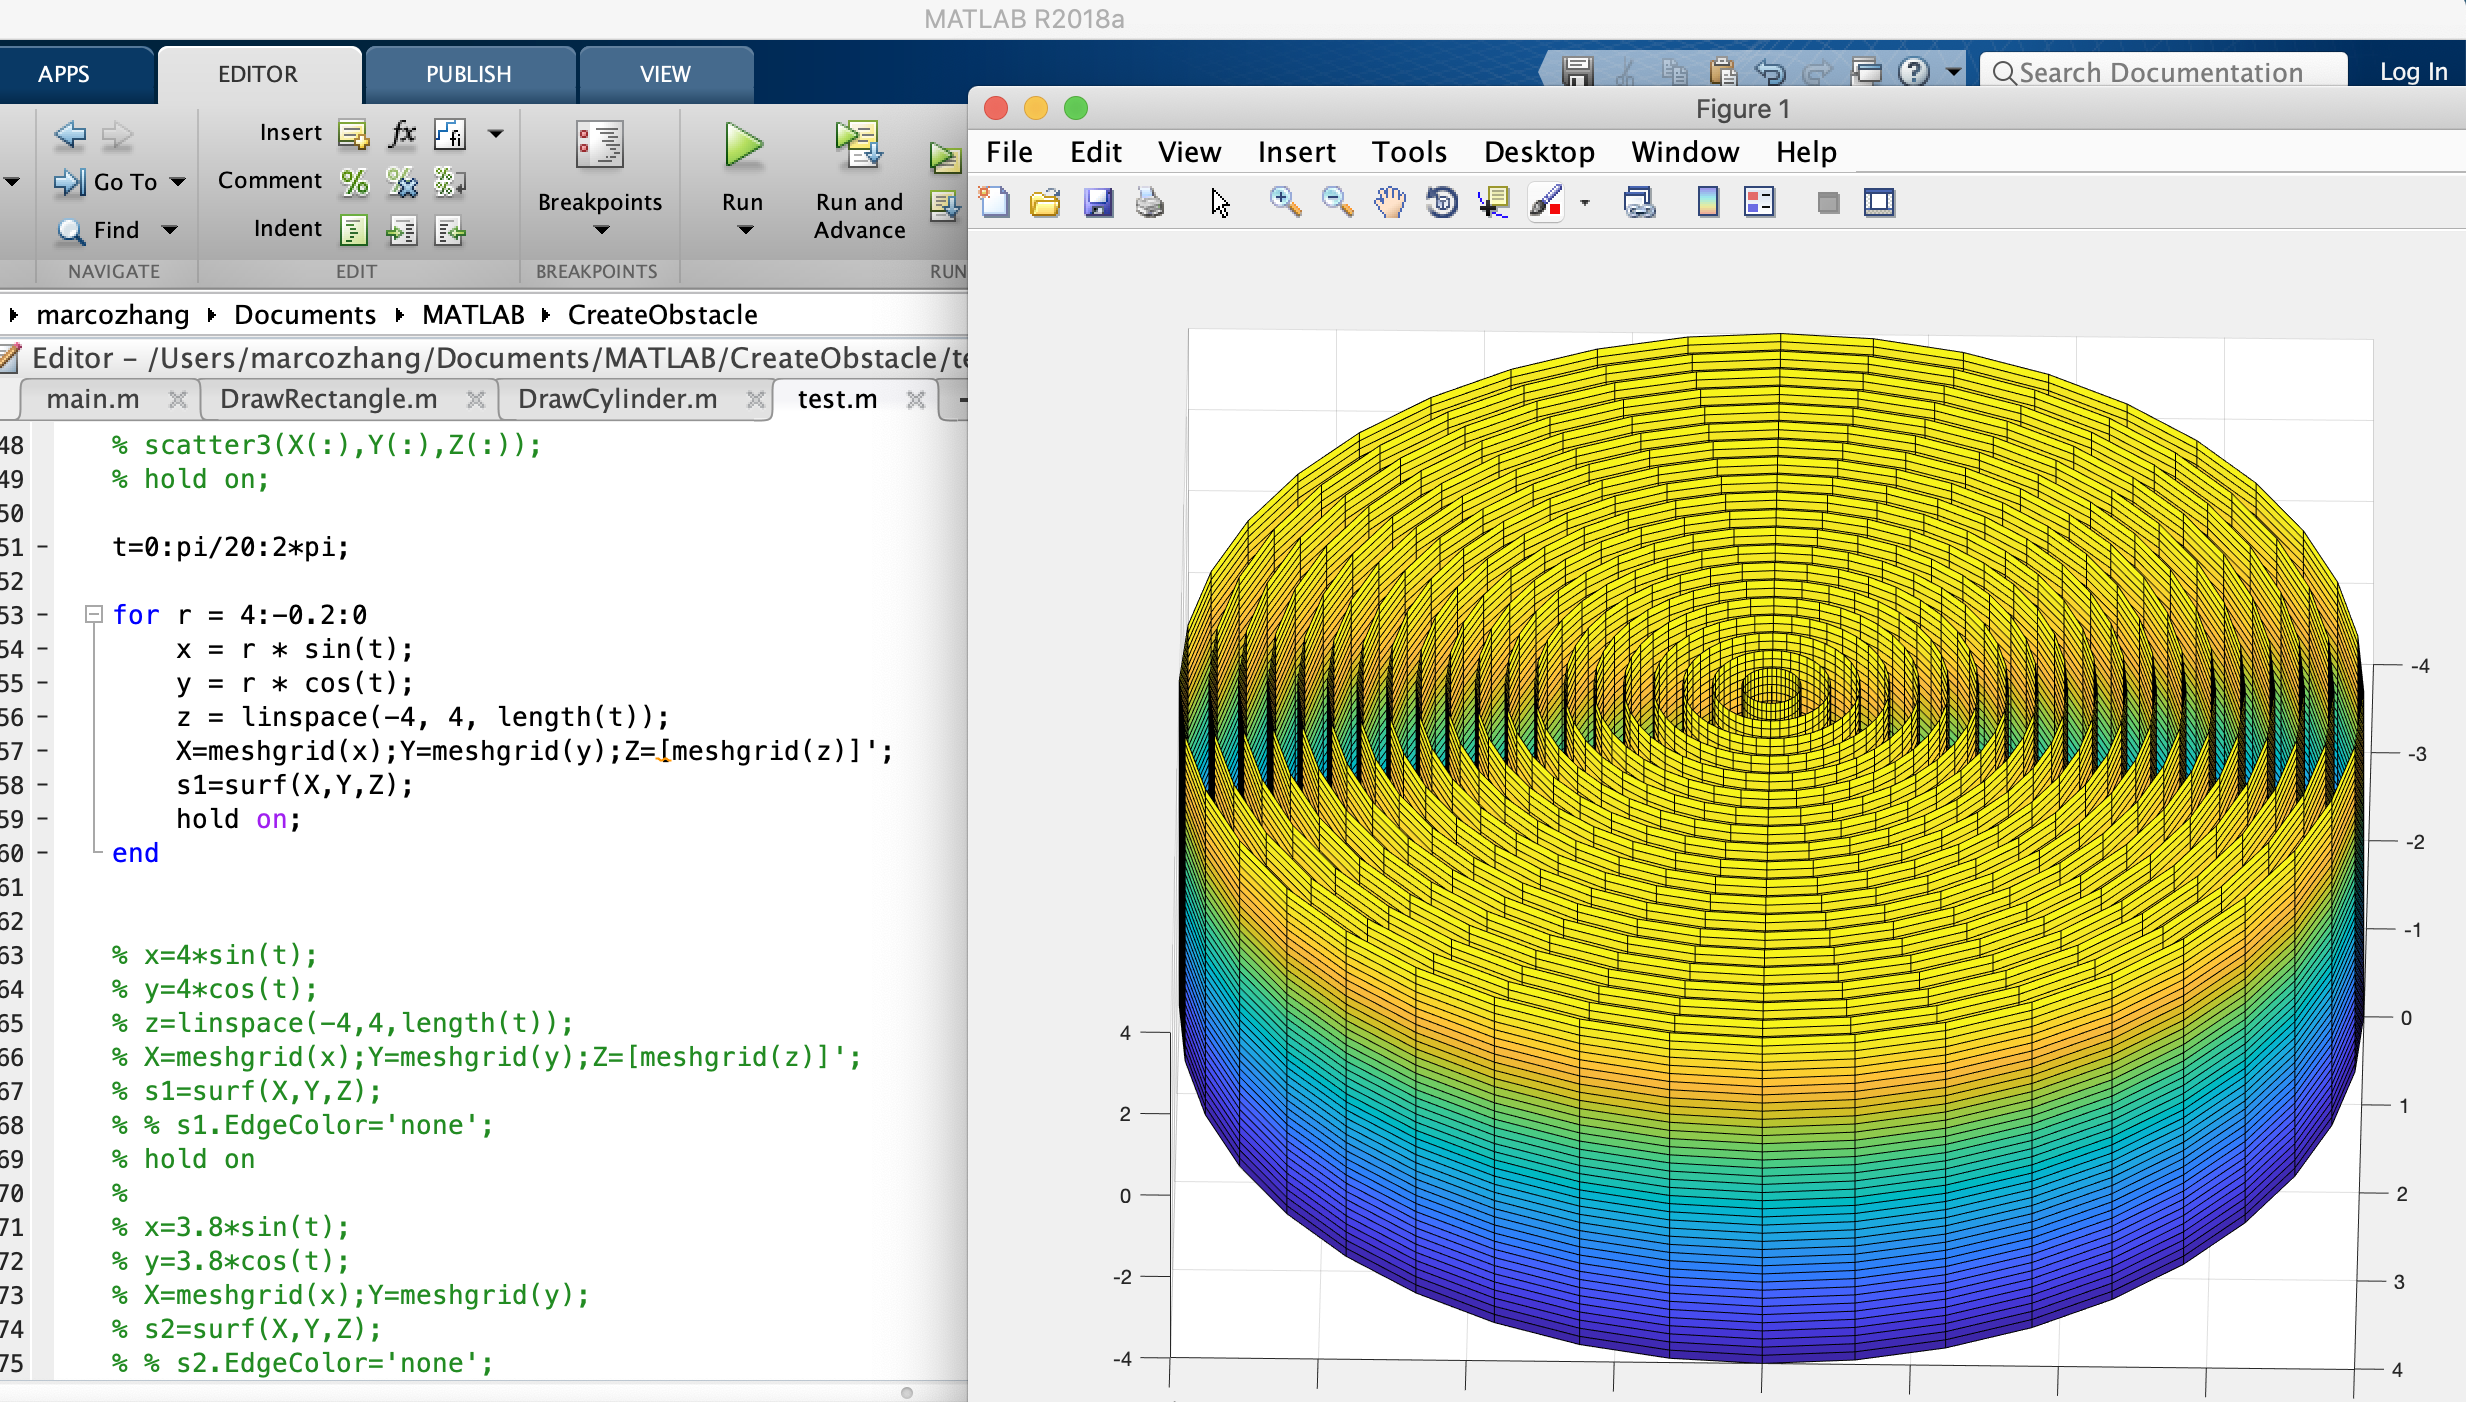 MATLAB R2018a
APPS EDITOR PUBLISH VIEW
Search Documentation Log In
Insert fx fi
Go To Comment
Find Indent
Breakpoints Run Run and Advance
NAVIGATE EDIT BREAKPOINTS RUN
marcozhang Documents MATLAB CreateObstacle
Editor – /Users/marcozhang/Documents/MATLAB/CreateObstacle/te
main.m DrawRectangle.m DrawCylinder.m test.m
48 % scatter3(X(:),Y(:),Z(:));
49 % hold on;
50
51 – t=0:pi/20:2*pi;
52
53 – for r = 4:-0.2:0
54 – x = r * sin(t);
55 – y = r * cos(t);
56 – z = linspace(-4, 4, length(t));
57 – X=meshgrid(x);Y=meshgrid(y);Z=[meshgrid(z)]';
58 – s1=surf(X,Y,Z);
59 – hold on;
60 – end
61
62
63 % x=4*sin(t);
64 % y=4*cos(t);
65 % z=linspace(-4,4,length(t));
66 % X=meshgrid(x);Y=meshgrid(y);Z=[meshgrid(z)]';
67 % s1=surf(X,Y,Z);
68 % % s1.EdgeColor='none';
69 % hold on
70 %
71 % x=3.8*sin(t);
72 % y=3.8*cos(t);
73 % X=meshgrid(x);Y=meshgrid(y);
74 % s2=surf(X,Y,Z);
75 % % s2.EdgeColor='none';
Figure 1
File Edit View Insert Tools Desktop Window Help
-4
-3
-2
-1
0
1
2
3
4
4
2
0
-2
-4